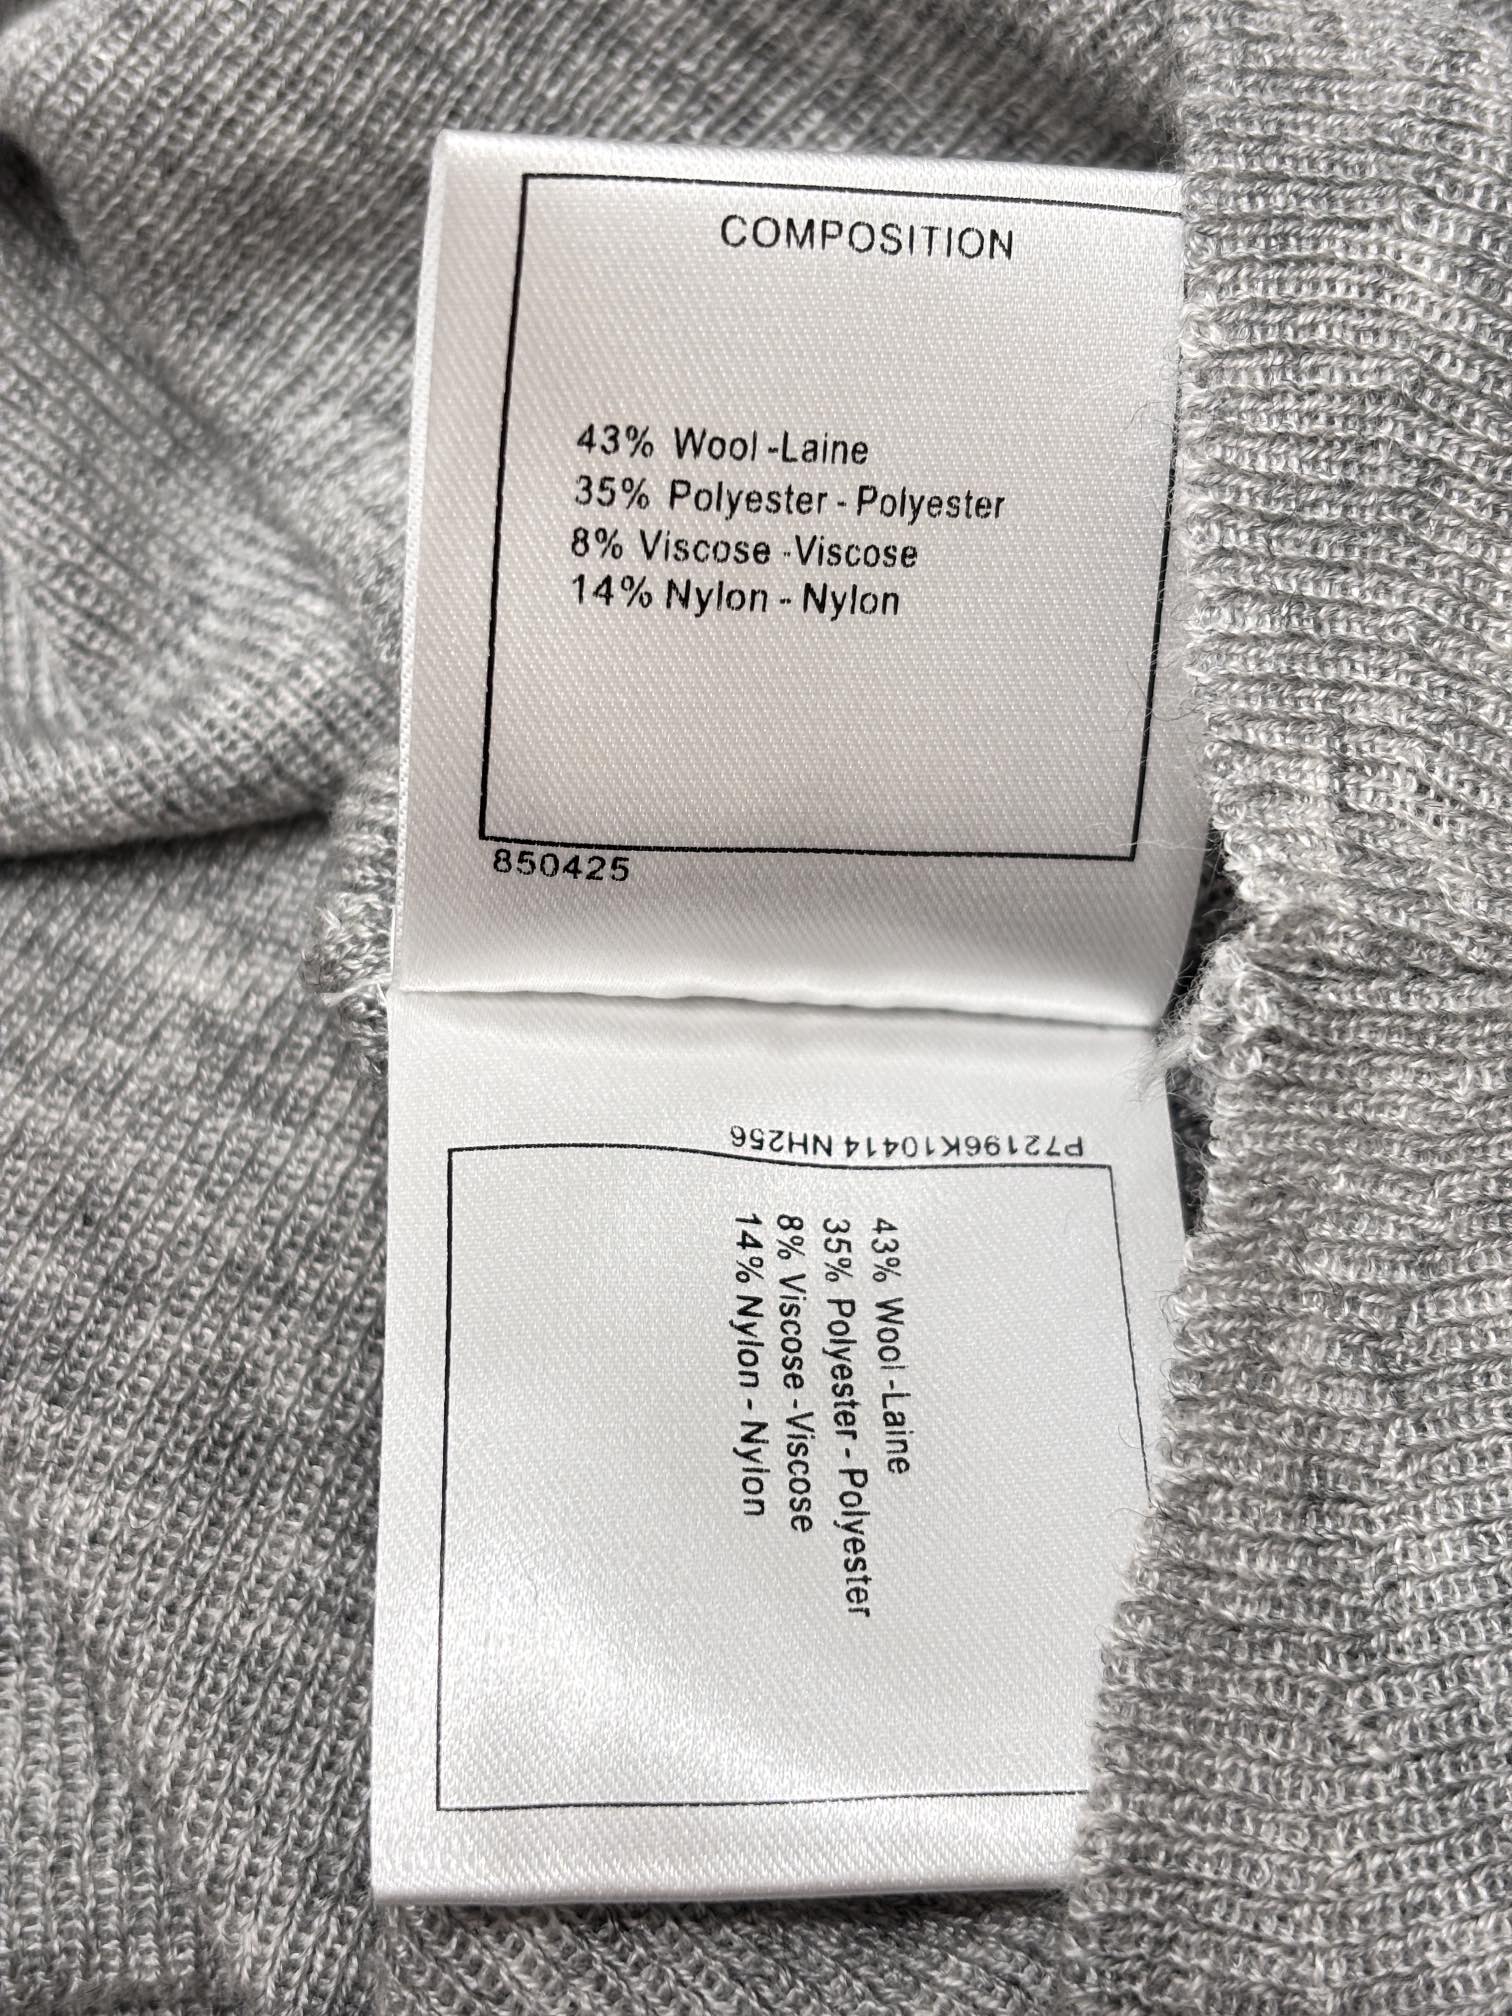 COMPOSITION
43% Wool -Laine
35% Polyester - Polyester
8% Viscose -Viscose
14% Nylon - Nylon
850425
P72196K10414 NH256
43% Wool -Laine
35% Polyester - Polyester
8% Viscose -Viscose
14% Nylon - Nylon